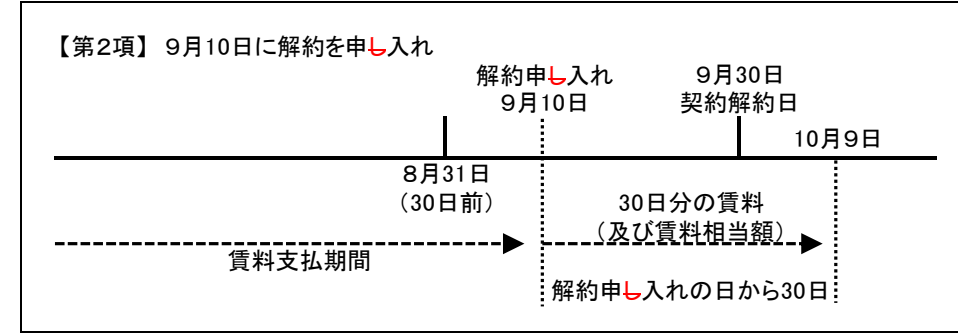 【第２項】 ９月10日に解約を申し入れ
解約申し入れ
９月10日
９月30日
契約解約日
10月９日
８月31日
（30日前）
30日分の賃料
（及び賃料相当額）
賃料支払期間
解約申し入れの日から30日